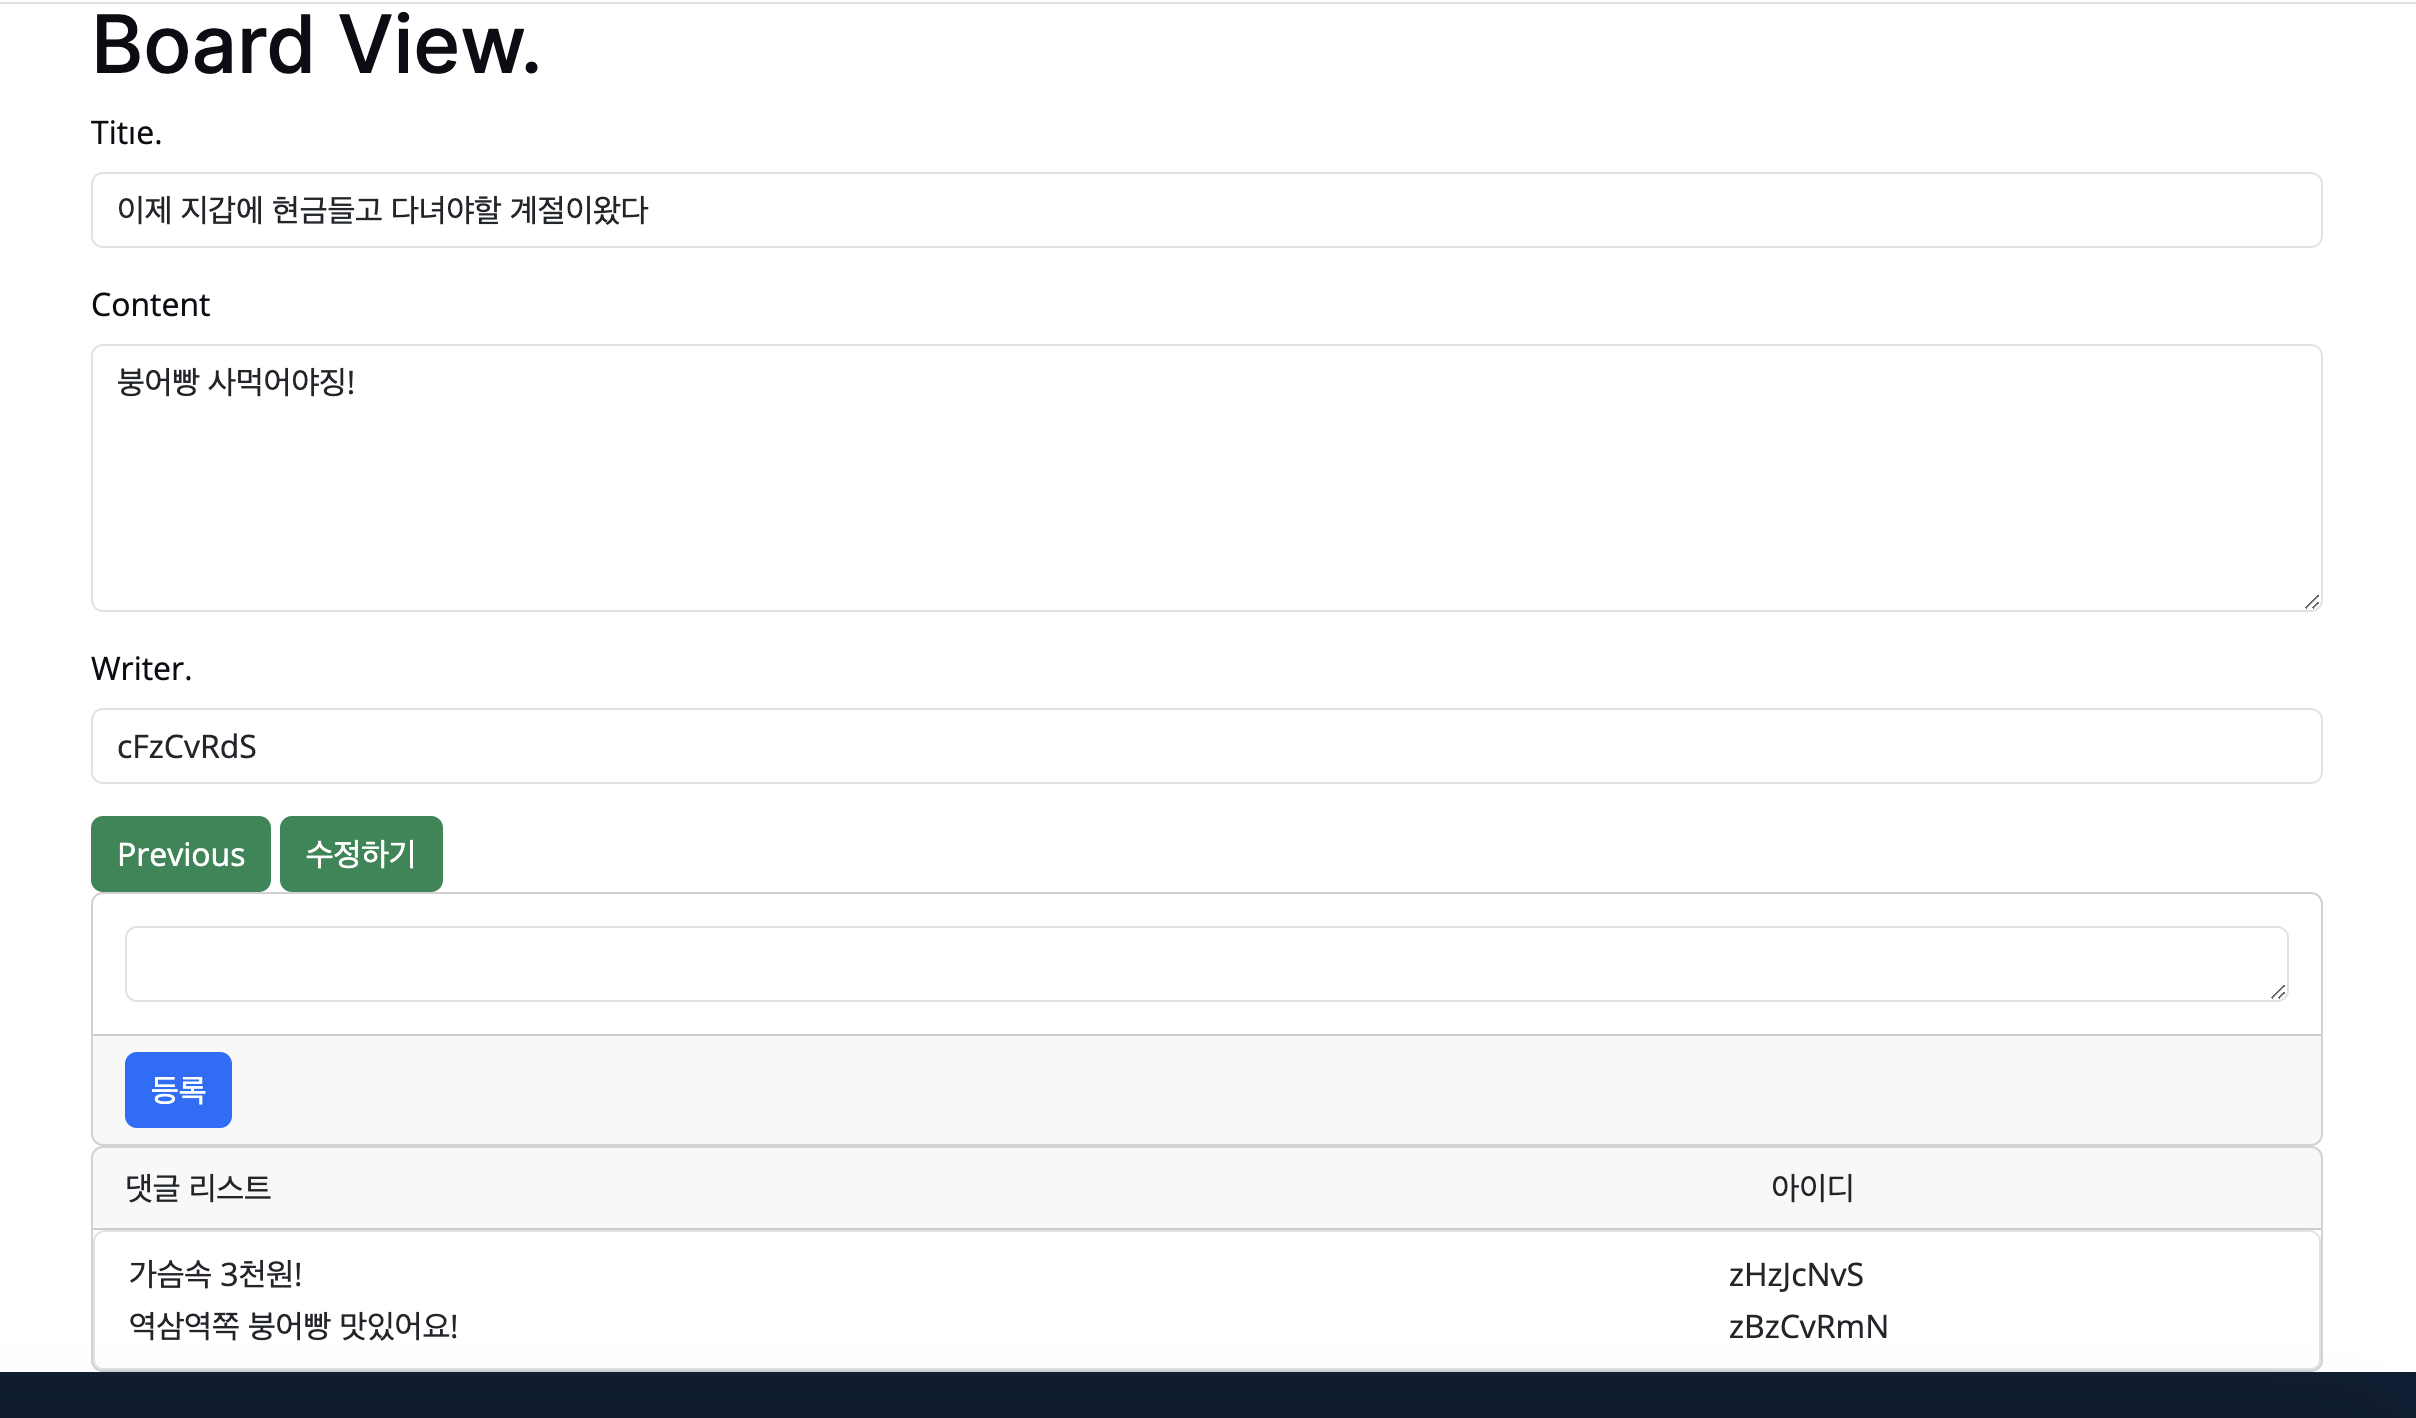 Board View.
Title.
이제 지갑에 현금들고 다녀야할 계절이왔다
Content
붕어빵 사먹어야징!
Writer.
cFzCvRdS
Previous 수정하기
등록
댓글 리스트 아이디
가슴속 3천원! zHzJcNvS
역삼역쪽 붕어빵 맛있어요! zBzCvRmN